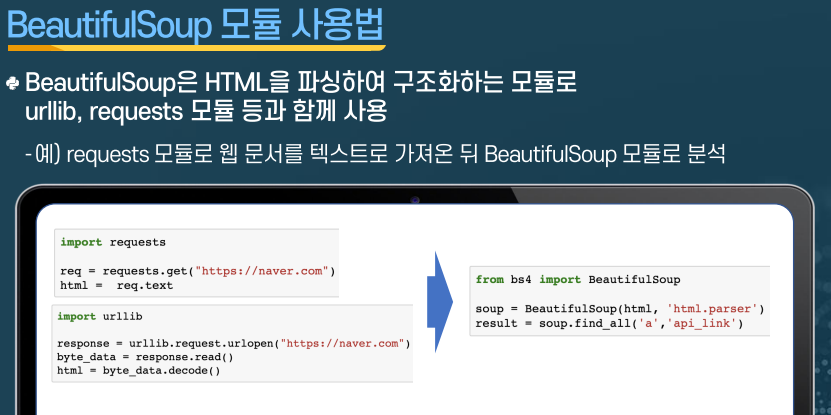 BeautifulSoup 모듈 사용법
BeautifulSoup은 HTML을 파싱하여 구조화하는 모듈로
urllib, requests 모듈 등과 함께 사용
-예) requests 모듈로 웹 문서를 텍스트로 가져온 뒤 BeautifulSoup 모듈로 분석
import requests
req = requests.get("https://naver.com")
html =  req.text
import urllib
response = urllib.request.urlopen("https://naver.com")
byte_data = response.read()
html = byte_data.decode()
from bs4 import BeautifulSoup
soup = BeautifulSoup(html, 'html.parser')
result = soup.find_all('a','api_link')